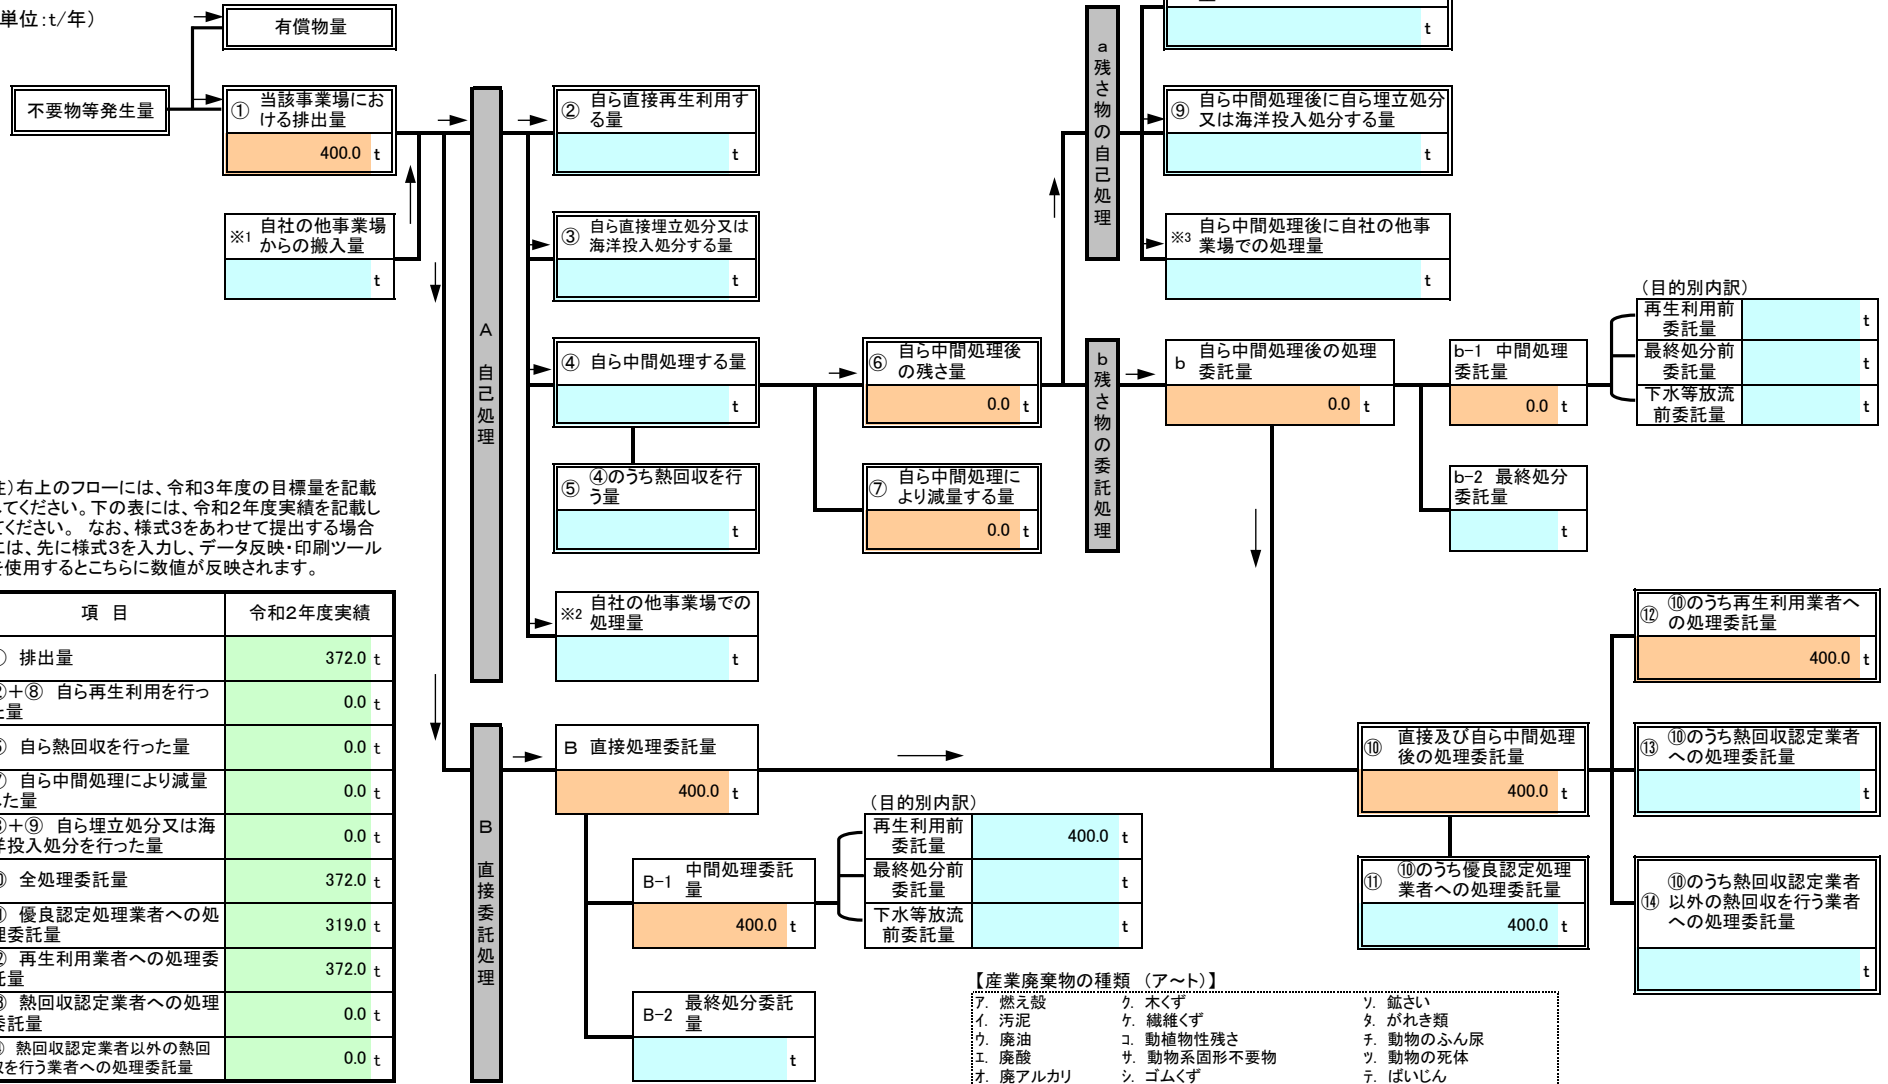 単位：t/年）
有償物量
不要物等発生量
① 当該事業場にお
ける排出量
400.0 t
※1 自社の他事業場
からの搬入量
t
A 自己処理
② 自ら直接再生利用す
る量
t
③ 自ら直接埋立処分又は
海洋投入処分する量
t
④ 自ら中間処理する量
t
⑤ ④のうち熱回収を行
う量
t
※2 自社の他事業場での
処理量
t
⑥ 自ら中間処理後
の残さ量
0.0 t
⑦ 自ら中間処理に
より減量する量
0.0 t
a 残さ物の自己処理
t
⑨ 自ら中間処理後に自ら埋立処分
又は海洋投入処分する量
t
※3 自ら中間処理後に自社の他事
業場での処理量
t
b 残さ物の委託処理
b 自ら中間処理後の処理
委託量
0.0 t
b-1 中間処理
委託量
0.0 t
（目的別内訳）
再生利用前
委託量 t
最終処分前
委託量 t
下水等放流
前委託量 t
b-2 最終処分
委託量
t
）右上のフローには、令和3年度の目標量を記載
てください。下の表には、令和2年度実績を記載し
ください。 なお、様式3をあわせて提出する場合
は、先に様式3を入力し、データ反映・印刷ツール
使用するとこちらに数値が反映されます。
項 目 令和2年度実績
排出量 372.0 t
＋⑧ 自ら再生利用を行っ
量 0.0 t
自ら熱回収を行った量 0.0 t
自ら中間処理により減量
た量 0.0 t
＋⑨ 自ら埋立処分又は海
投入処分を行った量 0.0 t
全処理委託量 372.0 t
優良認定処理業者への処
委託量 319.0 t
再生利用業者への処理委
量 372.0 t
熱回収認定業者への処理
託量 0.0 t
熱回収認定業者以外の熱回
を行う業者への処理委託量 0.0 t
B 直接委託処理
B 直接処理委託量
400.0 t
B-1 中間処理委託
量
400.0 t
（目的別内訳）
再生利用前
委託量 400.0 t
最終処分前
委託量 t
下水等放流
前委託量 t
B-2 最終処分委託
量
t
⑩ 直接及び自ら中間処理
後の処理委託量
400.0 t
⑪ ⑩のうち優良認定処理
業者への処理委託量
400.0 t
⑫ ⑩のうち再生利用業者へ
の処理委託量
400.0 t
⑬ ⑩のうち熱回収認定業者
への処理委託量
t
⑭ ⑩のうち熱回収認定業者
以外の熱回収を行う業者
への処理委託量
t
【産業廃棄物の種類 （ア～ト）】
ア. 燃え殻 ク. 木くず ソ. 鉱さい
イ. 汚泥 ケ. 繊維くず タ. がれき類
ウ. 廃油 コ. 動植物性残さ チ. 動物のふん尿
エ. 廃酸 サ. 動物系固形不要物 ツ. 動物の死体
オ. 廃アルカリ シ. ゴムくず テ. ばいじん